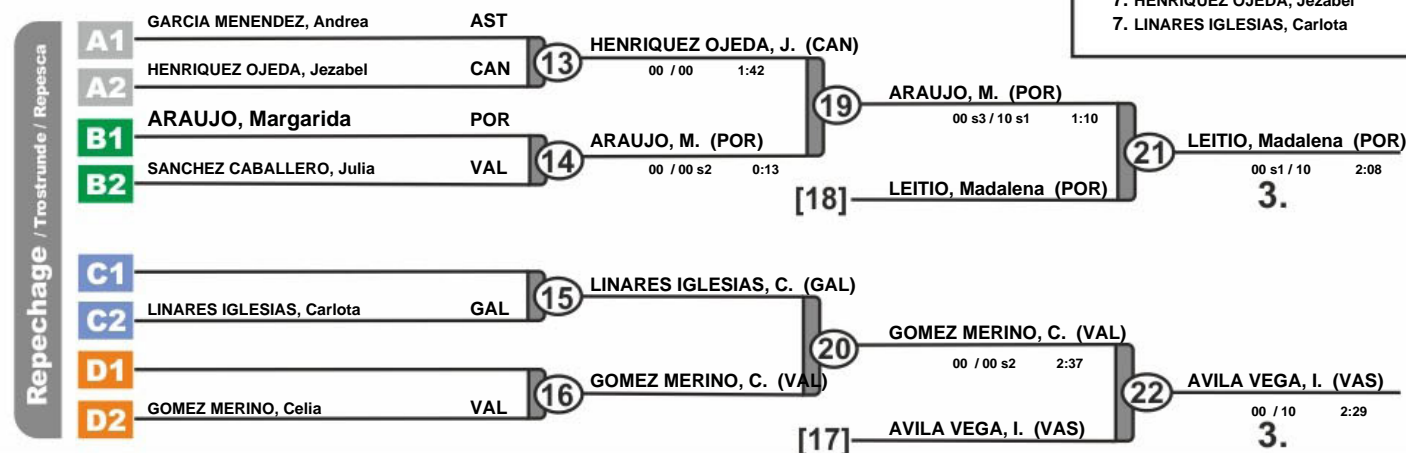 7. HENRIQUEZ OJEDA, Jezabel
7. LINARES IGLESIAS, Carlota
Repechage / Trostrunde / Repesca
A1 GARCIA MENENDEZ, Andrea AST
A2 HENRIQUEZ OJEDA, Jezabel CAN
13 HENRIQUEZ OJEDA, J. (CAN)
00 / 00 1:42
B1 ARAUJO, Margarida POR
B2 SANCHEZ CABALLERO, Julia VAL
14 ARAUJO, M. (POR)
00 / 00 s2 0:13
19 ARAUJO, M. (POR)
00 s3 / 10 s1 1:10
[18] LEITIO, Madalena (POR)
21 LEITIO, Madalena (POR)
00 s1 / 10 2:08
3.
C1
C2 LINARES IGLESIAS, Carlota GAL
15 LINARES IGLESIAS, C. (GAL)
D1
D2 GOMEZ MERINO, Celia VAL
16 GOMEZ MERINO, C. (VAL)
20 GOMEZ MERINO, C. (VAL)
00 / 00 s2 2:37
[17] AVILA VEGA, I. (VAS)
22 AVILA VEGA, I. (VAS)
00 / 10 2:29
3.